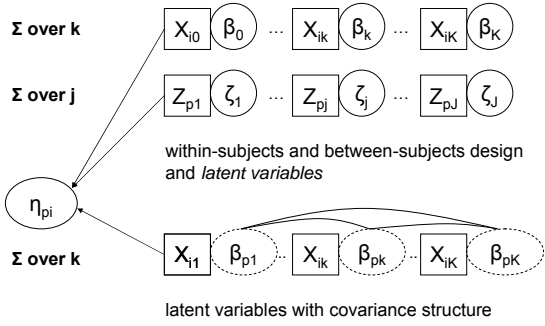 Σ over k X_i0 β_0 ... X_ik β_k ... X_iK β_K
Σ over j Z_p1 ζ_1 ... Z_pj ζ_j ... Z_pJ ζ_J
within-subjects and between-subjects design
and latent variables
η_pi
Σ over k X_i1 β_p1 .. X_ik β_pk .. X_iK β_pK
latent variables with covariance structure